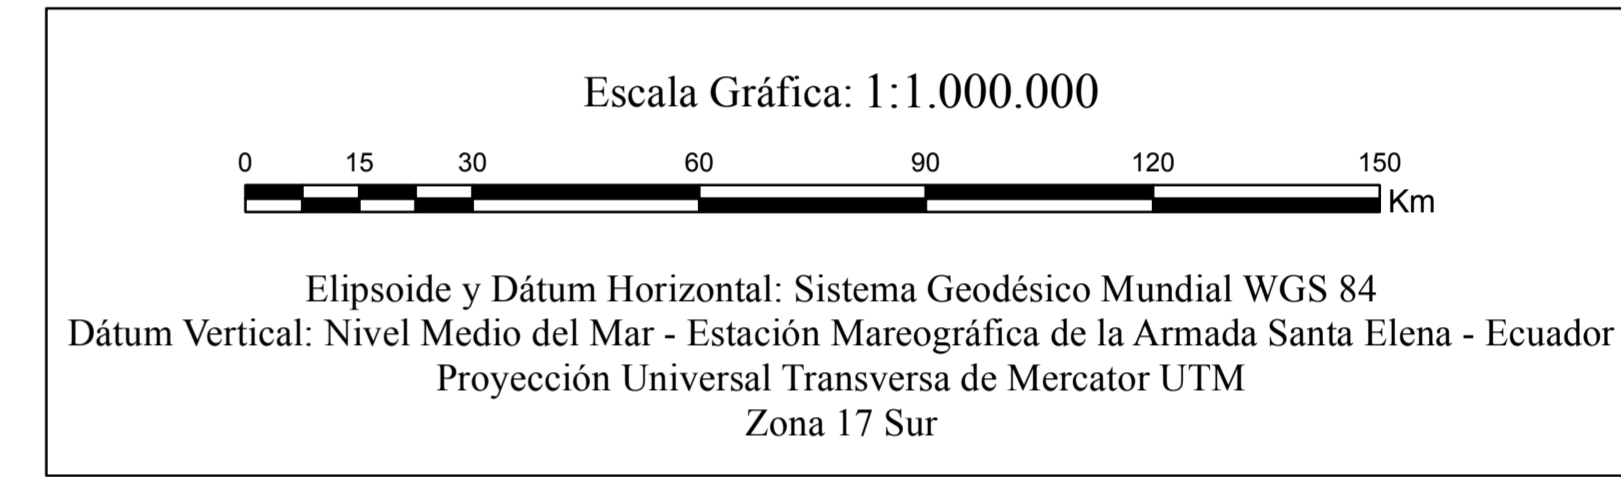 Escala Gráfica: 1:1.000.000
0 15 30 60 90 120 150
Km
Elipsoide y Dátum Horizontal: Sistema Geodésico Mundial WGS 84
Dátum Vertical: Nivel Medio del Mar - Estación Mareográfica de la Armada Santa Elena - Ecuador
Proyección Universal Transversa de Mercator UTM
Zona 17 Sur